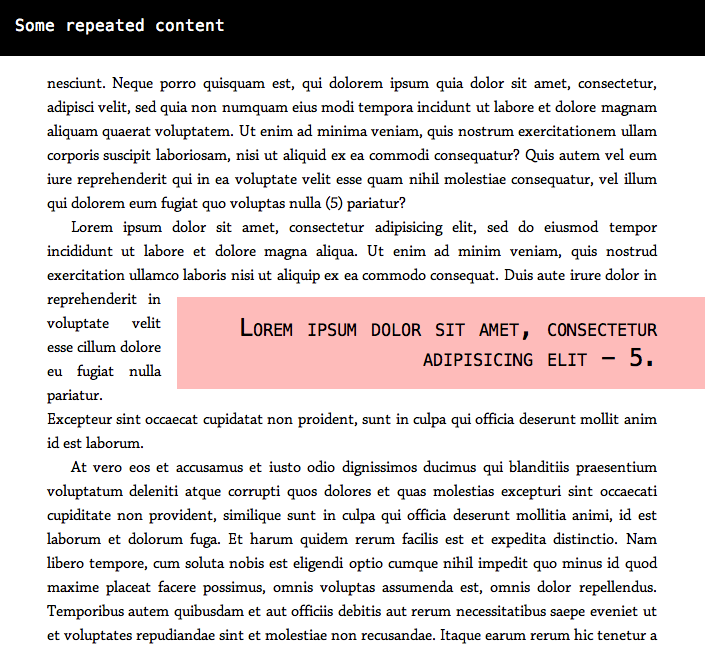 Some repeated content
nesciunt. Neque porro quisquam est, qui dolorem ipsum quia dolor sit amet, consectetur,
adipisci velit, sed quia non numquam eius modi tempora incidunt ut labore et dolore magnam
aliquam quaerat voluptatem. Ut enim ad minima veniam, quis nostrum exercitationem ullam
corporis suscipit laboriosam, nisi ut aliquid ex ea commodi consequatur? Quis autem vel eum
iure reprehenderit qui in ea voluptate velit esse quam nihil molestiae consequatur, vel illum
qui dolorem eum fugiat quo voluptas nulla (5) pariatur?
Lorem ipsum dolor sit amet, consectetur adipisicing elit, sed do eiusmod tempor
incididunt ut labore et dolore magna aliqua. Ut enim ad minim veniam, quis nostrud
exercitation ullamco laboris nisi ut aliquip ex ea commodo consequat. Duis aute irure dolor in
reprehenderit in
voluptate velit
esse cillum dolore
eu fugiat nulla
pariatur.
Lorem ipsum dolor sit amet, consectetur
adipisicing elit – 5.
Excepteur sint occaecat cupidatat non proident, sunt in culpa qui officia deserunt mollit anim
id est laborum.
At vero eos et accusamus et iusto odio dignissimos ducimus qui blanditiis praesentium
voluptatum deleniti atque corrupti quos dolores et quas molestias excepturi sint occaecati
cupiditate non provident, similique sunt in culpa qui officia deserunt mollitia animi, id est
laborum et dolorum fuga. Et harum quidem rerum facilis est et expedita distinctio. Nam
libero tempore, cum soluta nobis est eligendi optio cumque nihil impedit quo minus id quod
maxime placeat facere possimus, omnis voluptas assumenda est, omnis dolor repellendus.
Temporibus autem quibusdam et aut officiis debitis aut rerum necessitatibus saepe eveniet ut
et voluptates repudiandae sint et molestiae non recusandae. Itaque earum rerum hic tenetur a